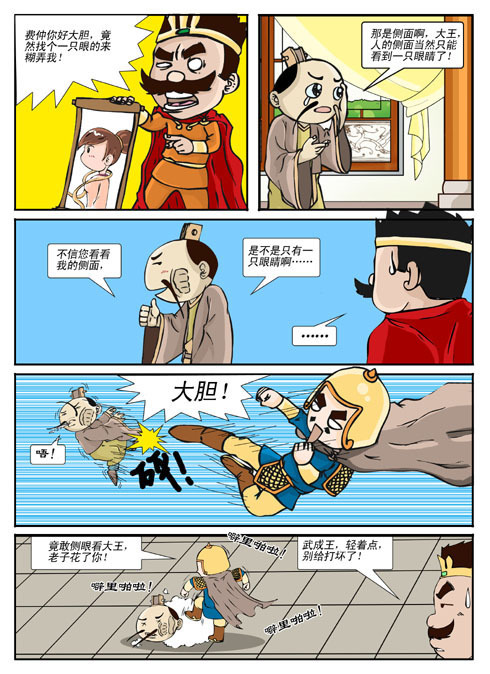 费仲你好大胆，竟
然找个一只眼的来
糊弄我！
那是侧面啊，大王，
人的侧面当然只能
看到一只眼睛了！
不信您看看
我的侧面，
是不是只有一
只眼睛啊……
……
大胆！
唔！
砰！
竟敢侧眼看大王，
老子花了你！
噼里啪啦！
噼里啪啦！
噼里啪啦！
武成王，轻着点，
别给打坏了！